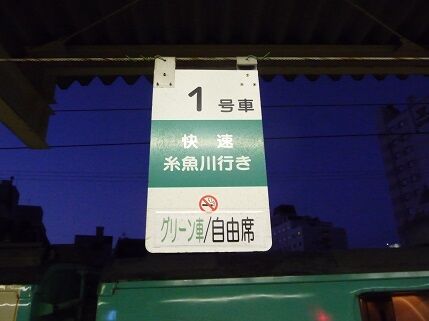 1号車
快速
糸魚川行き
グリーン車/自由席